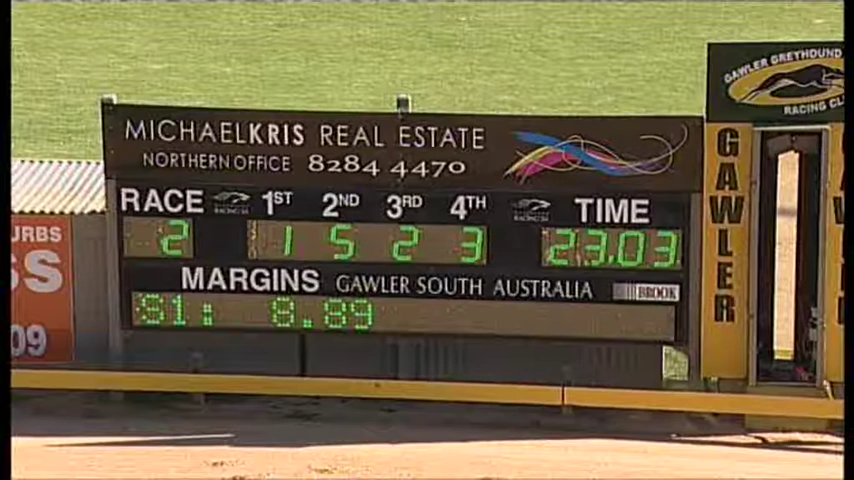 GAWLER GREYHOUND
RACING CL
MICHAELKRIS REAL ESTATE
NORTHERN OFFICE 8284 4470
RACE 1ST 2ND 3RD 4TH TIME
2 1 5 2 3 23.03
MARGINS GAWLER SOUTH AUSTRALIA BROOK
S1: 8.89
GAWLER
URBS
SS
09